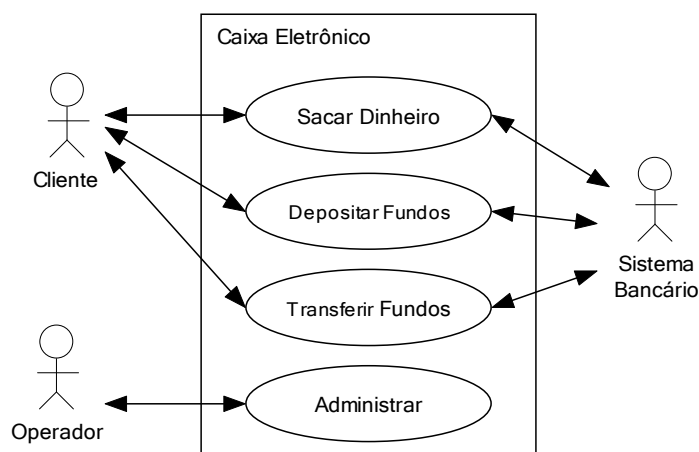 Caixa Eletrônico
Sacar Dinheiro
Cliente
Depositar Fundos
Sistema
Bancário
Transferir Fundos
Administrar
Operador